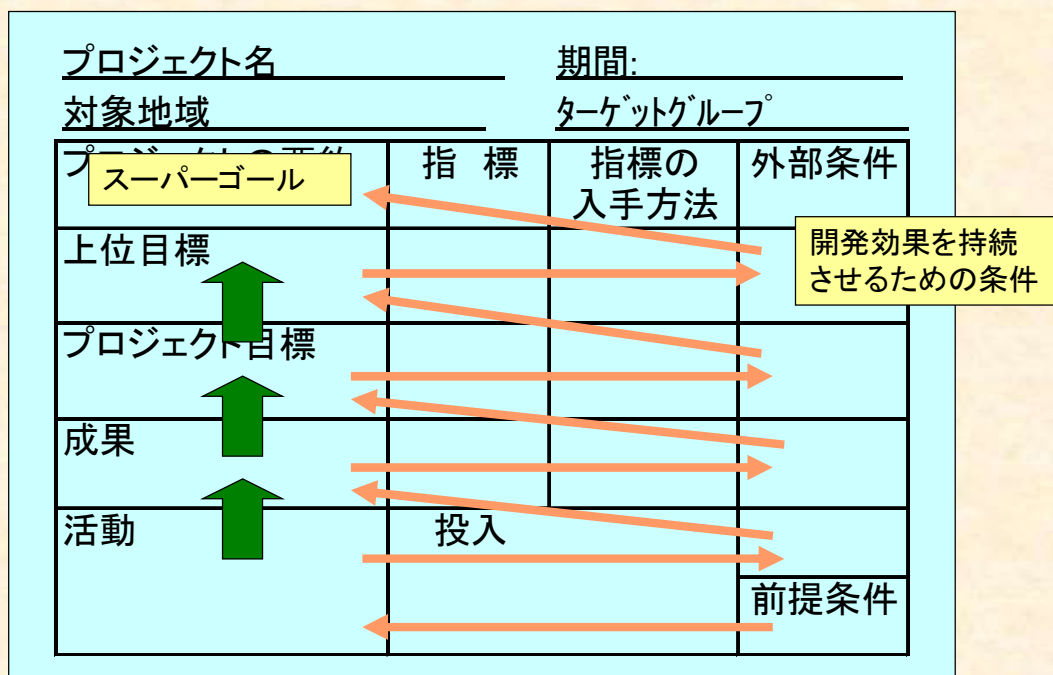 プロジェクト名
期間:
対象地域
ﾀｰｹﾞｯﾄｸﾞﾙｰﾌﾟ
スーパーゴール
指 標
指標の
入手方法
外部条件
上位目標
開発効果を持続
させるための条件
プロジェクト目標
成果
活動
投入
前提条件